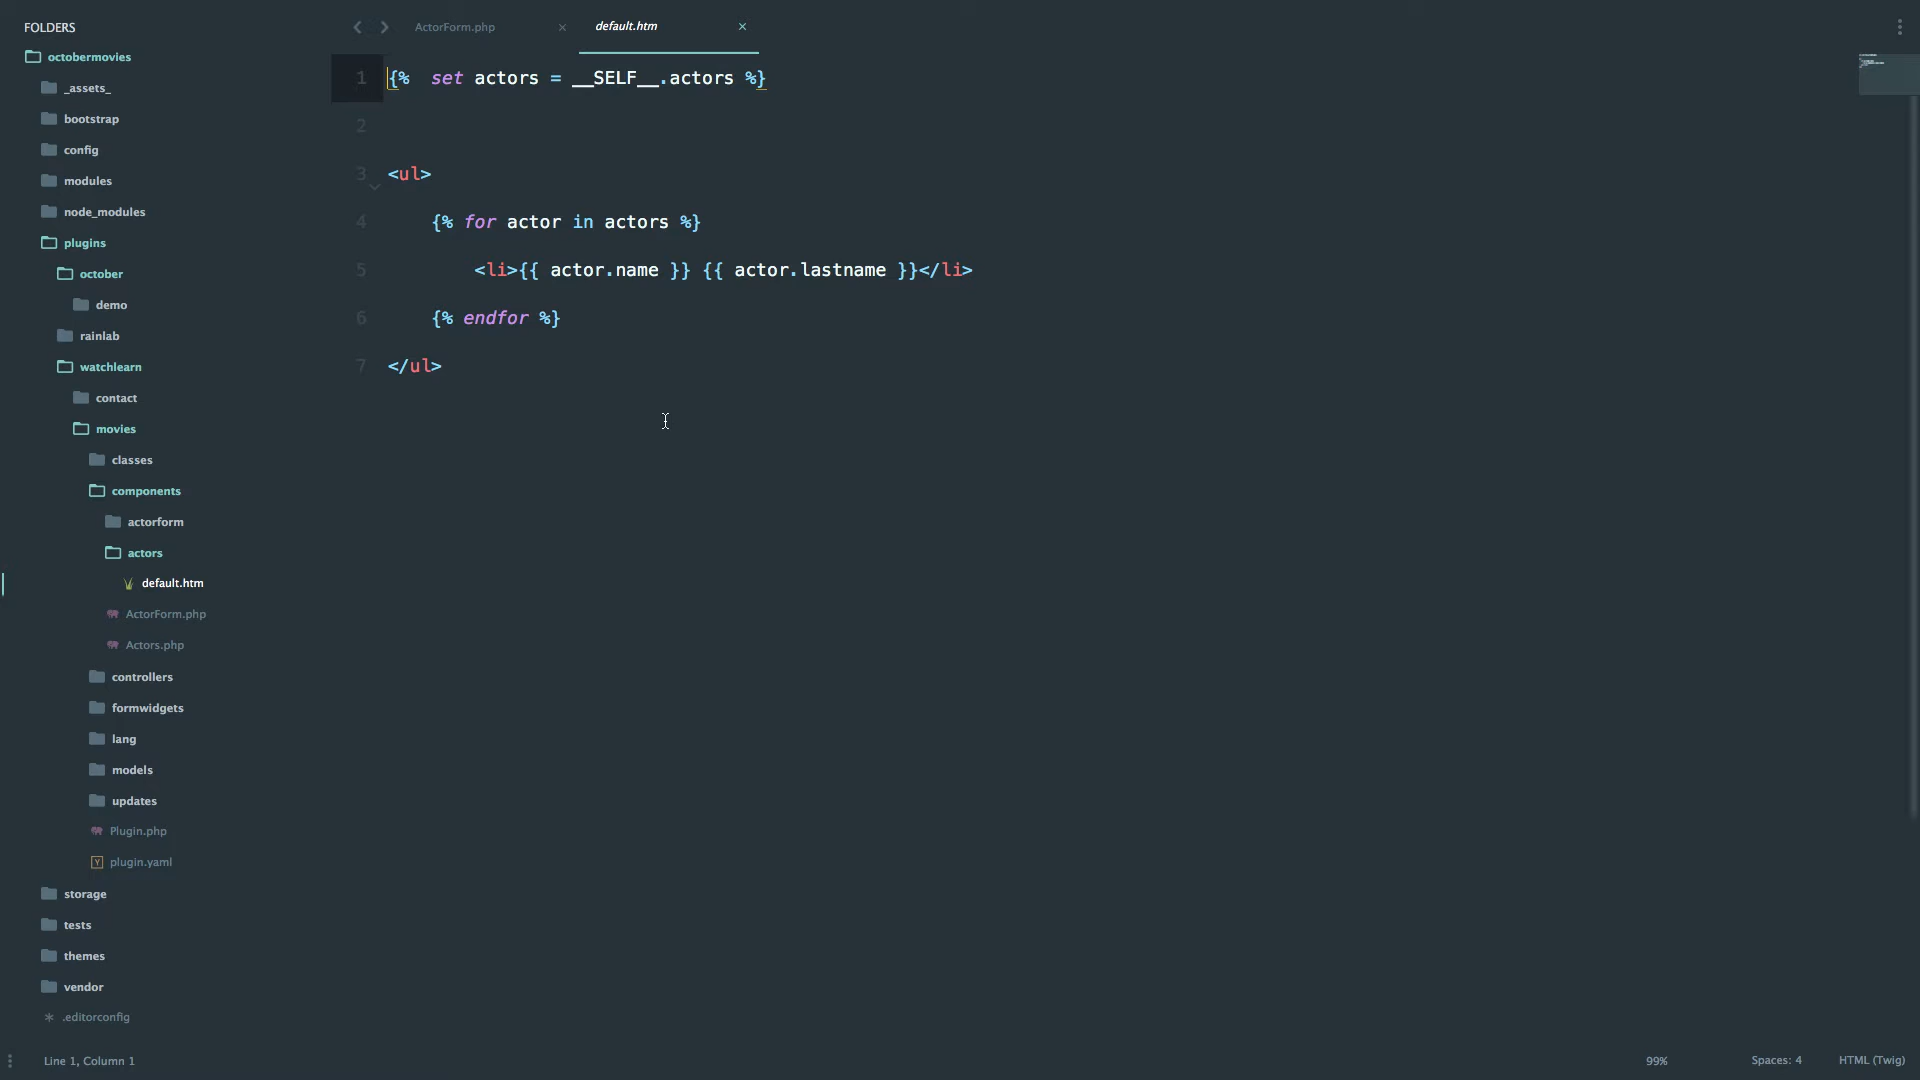 FOLDERS
octobermovies
_assets_
bootstrap
config
modules
node_modules
plugins
october
demo
rainlab
watchlearn
contact
movies
classes
components
actorform
actors
default.htm
ActorForm.php
Actors.php
controllers
formwidgets
lang
models
updates
Plugin.php
plugin.yaml
storage
tests
themes
vendor
.editorconfig
ActorForm.php
default.htm
1 {%  set actors = __SELF__.actors %}
2
3 <ul>
4     {% for actor in actors %}
5         <li>{{ actor.name }} {{ actor.lastname }}</li>
6     {% endfor %}
7 </ul>
Line 1, Column 1
99%
Spaces: 4
HTML (Twig)